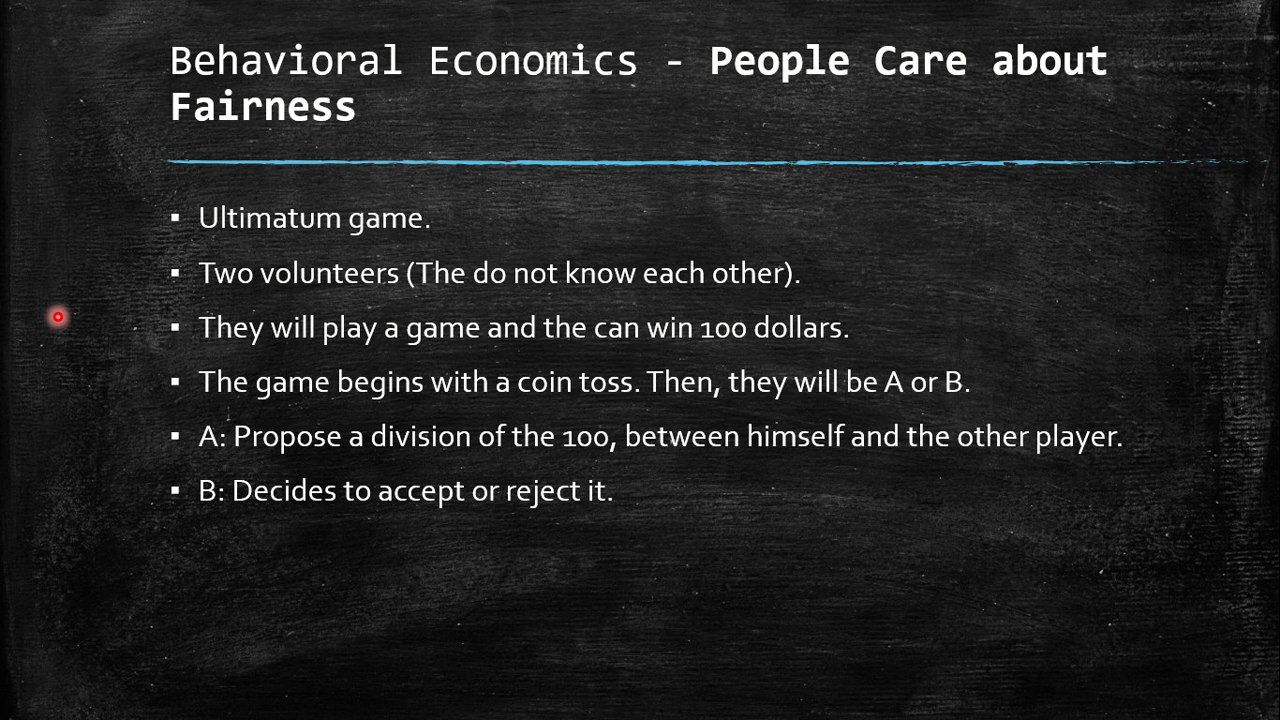 Behavioral Economics - People Care about
Fairness
▪ Ultimatum game.
▪ Two volunteers (The do not know each other).
▪ They will play a game and the can win 100 dollars.
▪ The game begins with a coin toss. Then, they will be A or B.
▪ A: Propose a division of the 100, between himself and the other player.
▪ B: Decides to accept or reject it.